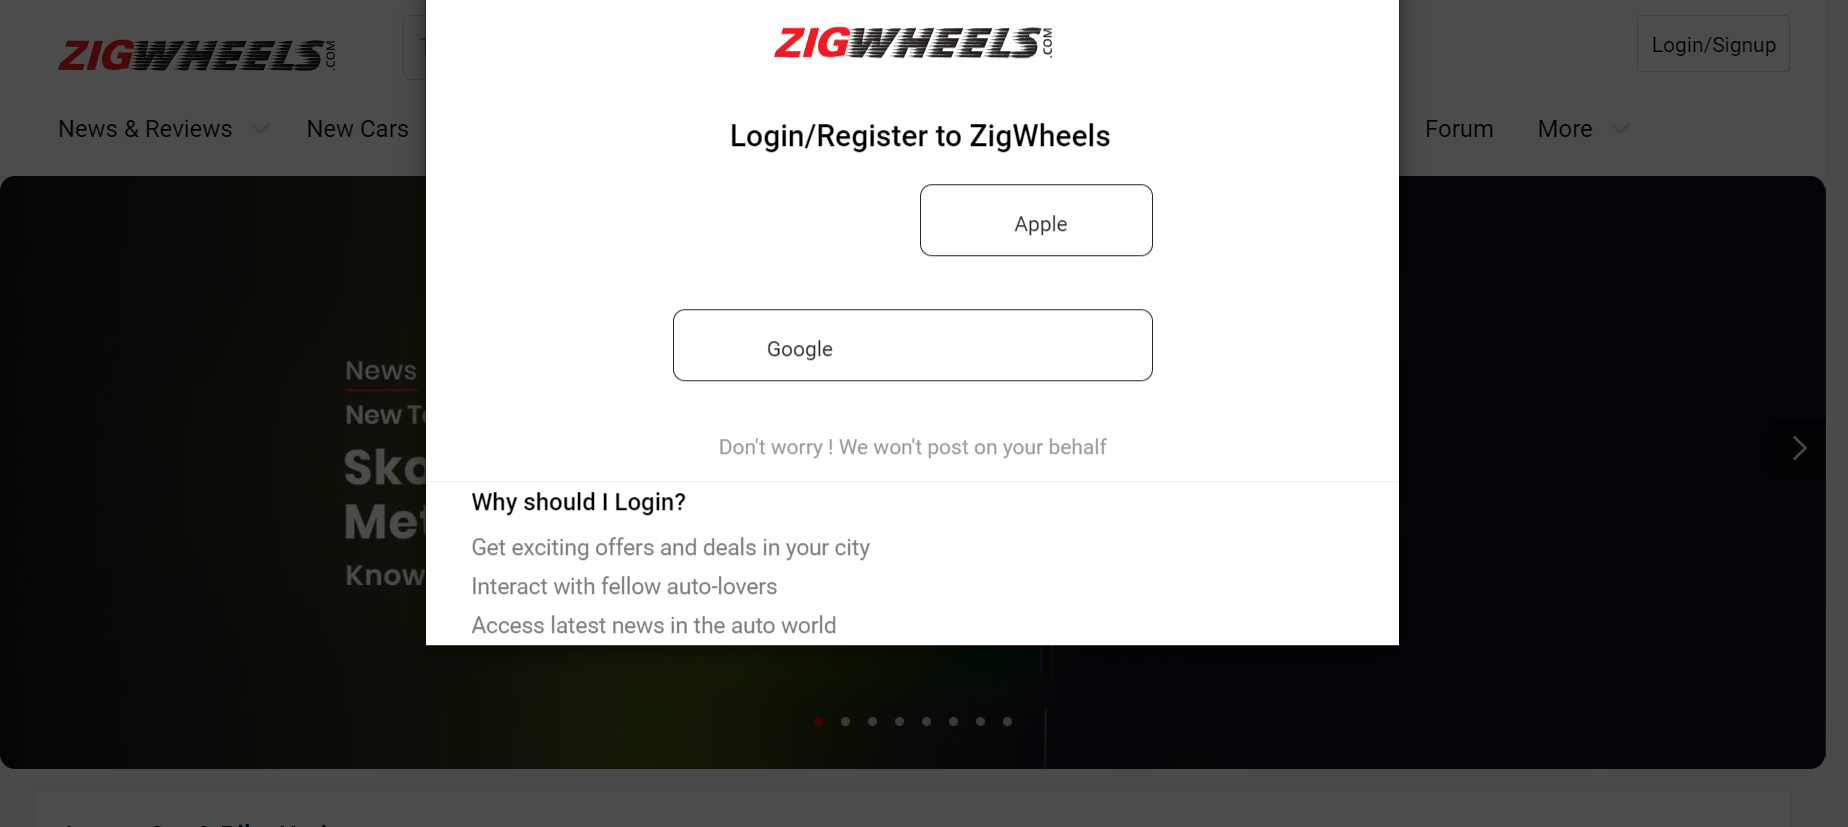 ZIGWHEELS.COM
Login/Signup
News & Reviews
New Cars
Forum
More
ZIGWHEELS.COM
Login/Register to ZigWheels
Apple
Google
Don't worry ! We won't post on your behalf
Why should I Login?
Get exciting offers and deals in your city
Interact with fellow auto-lovers
Access latest news in the auto world
News
New
Know